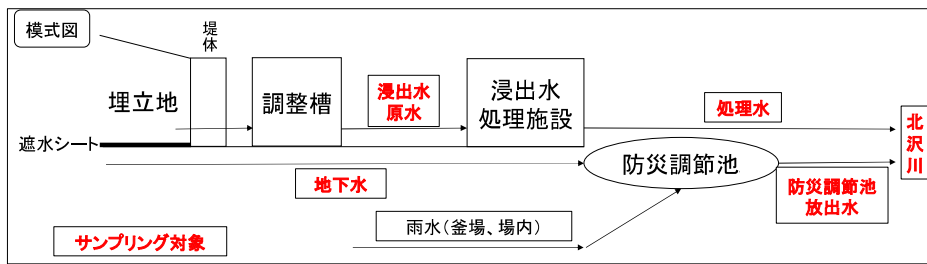 模式図
堤体
埋立地
調整槽
浸出水
原水
浸出水
処理施設
処理水
北沢川
遮水シート
防災調節池
地下水
防災調節池
放出水
雨水(釜場、場内)
サンプリング対象